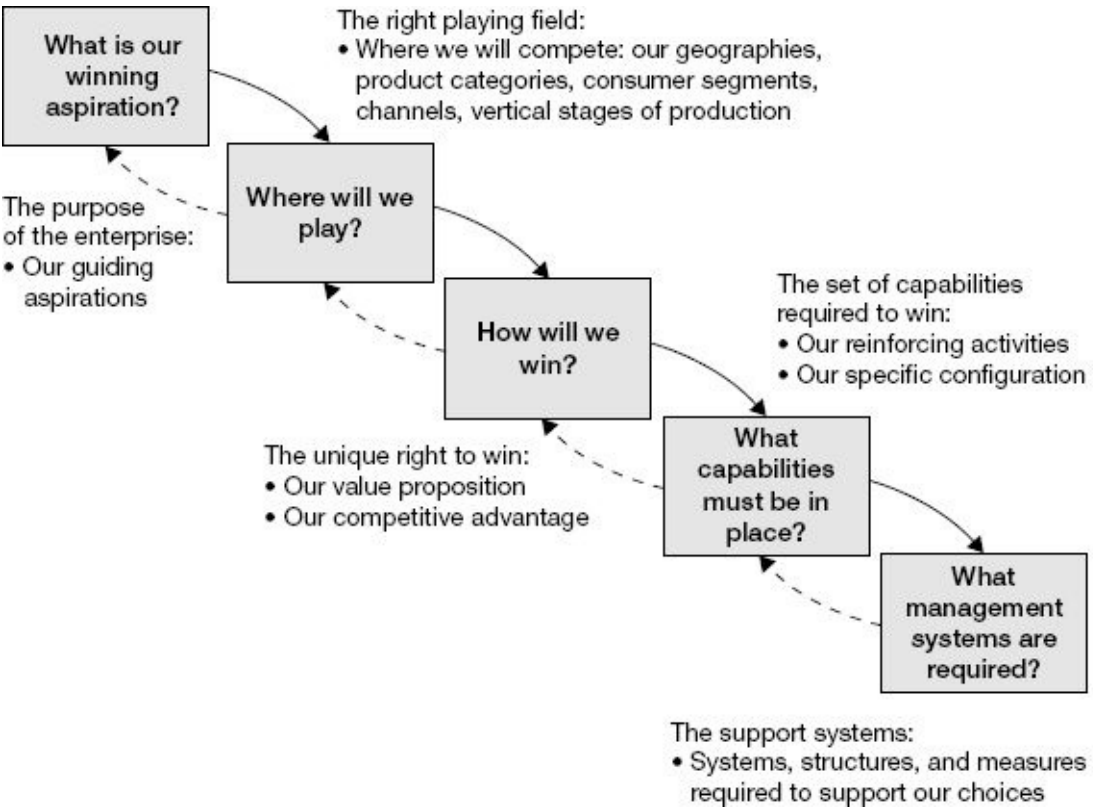 What is our
winning
aspiration?
The right playing field:
• Where we will compete: our geographies,
product categories, consumer segments,
channels, vertical stages of production
The purpose
of the enterprise:
• Our guiding
aspirations
Where will we
play?
How will we
win?
The unique right to win:
• Our value proposition
• Our competitive advantage
The set of capabilities
required to win:
• Our reinforcing activities
• Our specific configuration
What
capabilities
must be in
place?
What
management
systems are
required?
The support systems:
• Systems, structures, and measures
required to support our choices